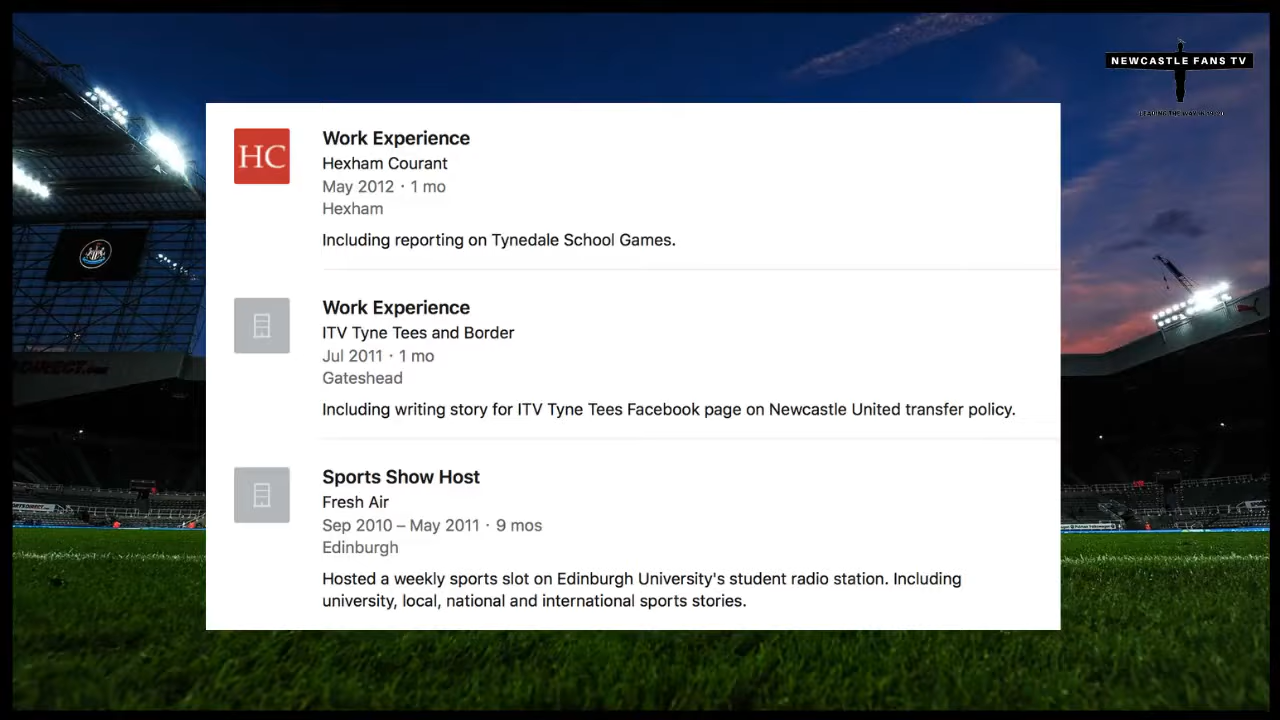 NEWCASTLE FANS TV
HC
Work Experience
Hexham Courant
May 2012 · 1 mo
Hexham
Including reporting on Tynedale School Games.
Work Experience
ITV Tyne Tees and Border
Jul 2011 · 1 mo
Gateshead
Including writing story for ITV Tyne Tees Facebook page on Newcastle United transfer policy.
Sports Show Host
Fresh Air
Sep 2010 – May 2011 · 9 mos
Edinburgh
Hosted a weekly sports slot on Edinburgh University's student radio station. Including
university, local, national and international sports stories.